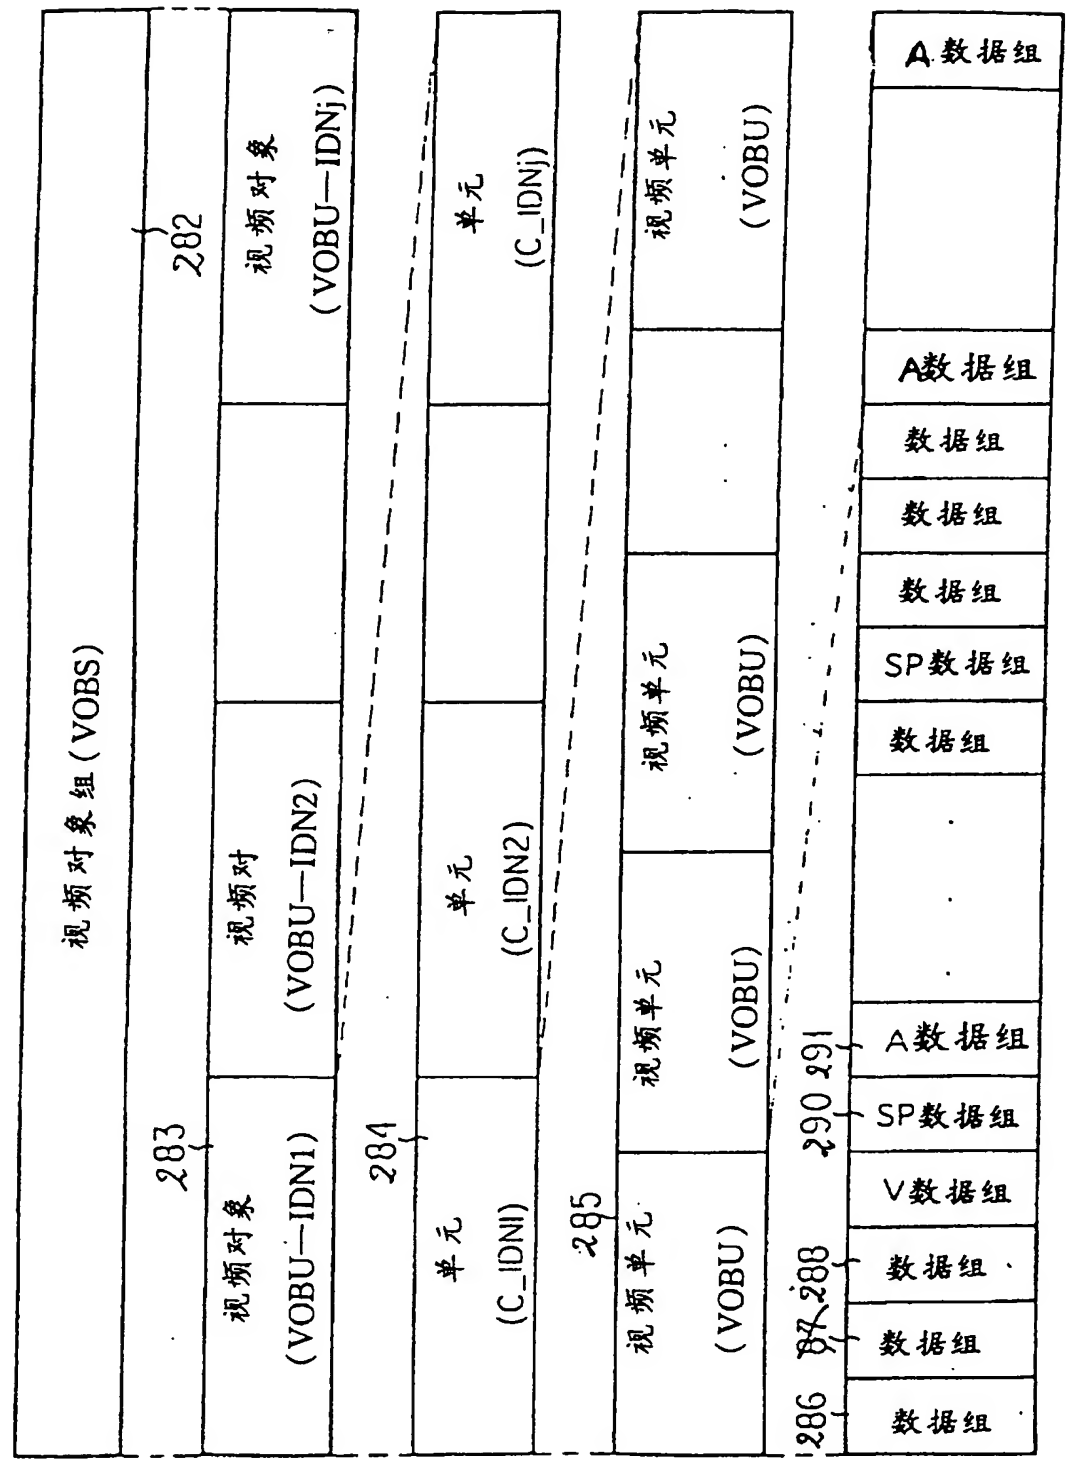 视频对象组(VOBS)
282
283
视频对象
(VOBU—IDN1)
视频对
(VOBU—IDN2)
视频对象
(VOBU—IDNj)
284
单元
(C_IDN1)
单元
(C_IDN2)
单元
(C_IDNj)
285
视频单元
(VOBU)
视频单元
(VOBU)
视频单元
(VOBU)
视频单元
(VOBU)
286
288
290
291
数据组
数据组
数据组
V数据组
SP数据组
A数据组
数据组
SP数据组
数据组
数据组
数据组
A数据组
A数据组